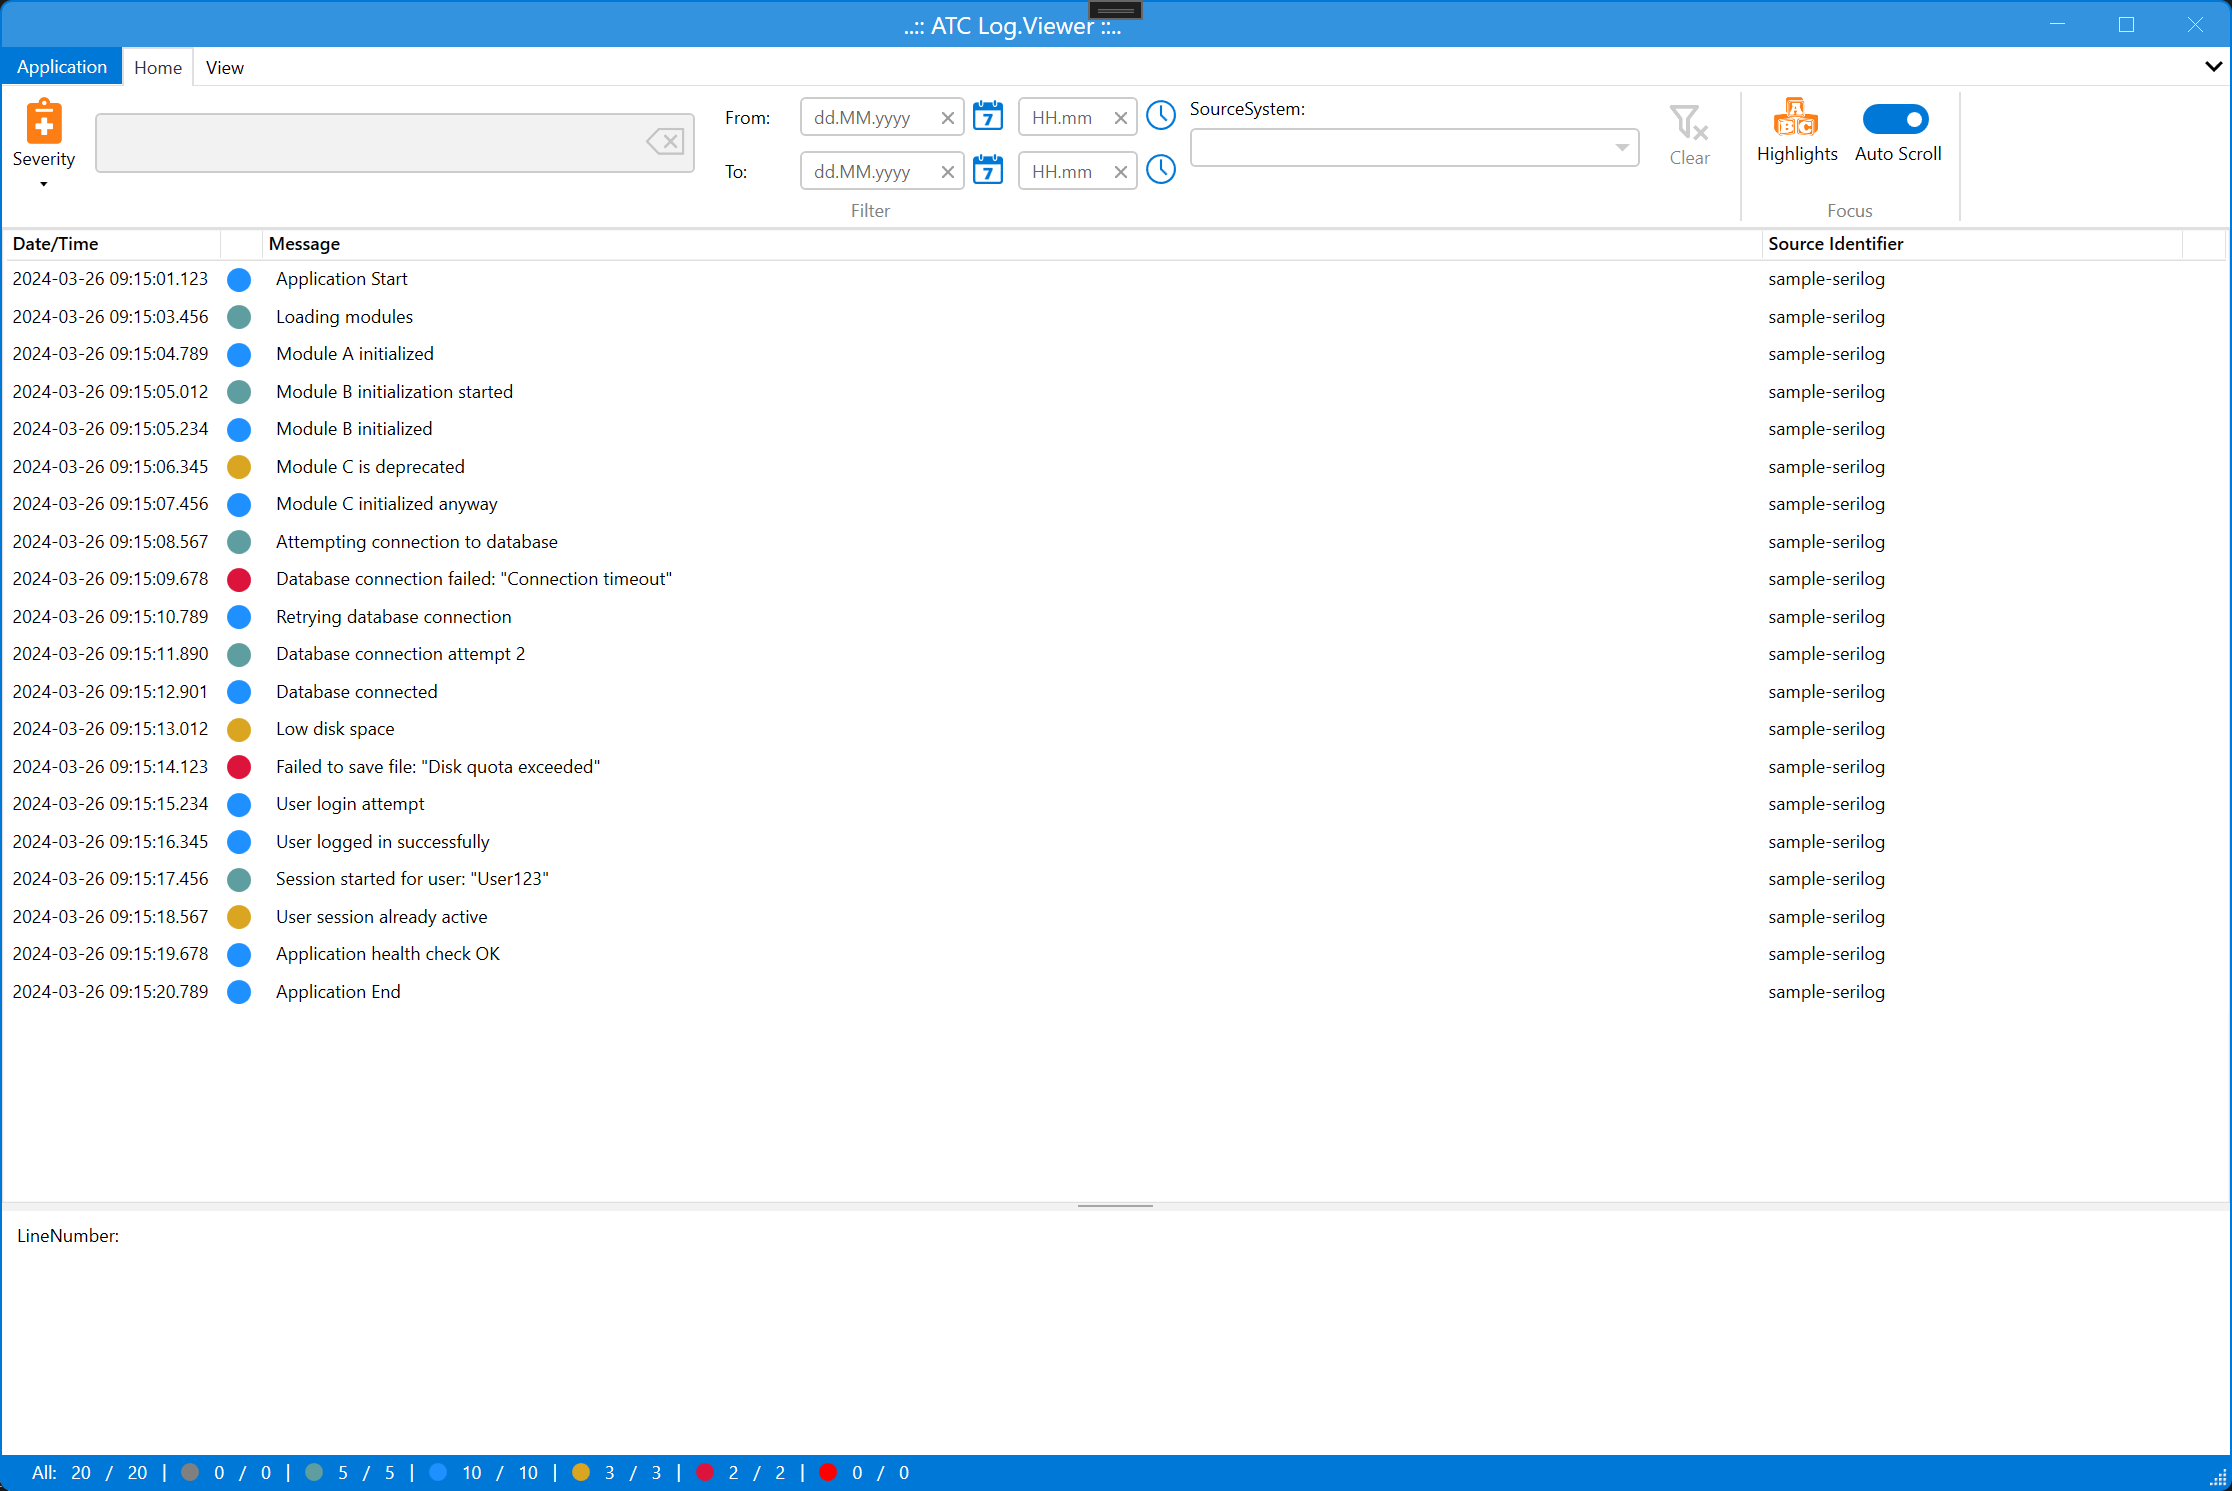 ..:: ATC Log.Viewer ::..
Application Home View
Severity
From: dd.MM.yyyy 7 HH.mm
To: dd.MM.yyyy 7 HH.mm
SourceSystem:
Clear
Filter
ABC
Highlights Auto Scroll
Focus
Date/Time Message Source Identifier
2024-03-26 09:15:01.123 Application Start sample-serilog
2024-03-26 09:15:03.456 Loading modules sample-serilog
2024-03-26 09:15:04.789 Module A initialized sample-serilog
2024-03-26 09:15:05.012 Module B initialization started sample-serilog
2024-03-26 09:15:05.234 Module B initialized sample-serilog
2024-03-26 09:15:06.345 Module C is deprecated sample-serilog
2024-03-26 09:15:07.456 Module C initialized anyway sample-serilog
2024-03-26 09:15:08.567 Attempting connection to database sample-serilog
2024-03-26 09:15:09.678 Database connection failed: "Connection timeout" sample-serilog
2024-03-26 09:15:10.789 Retrying database connection sample-serilog
2024-03-26 09:15:11.890 Database connection attempt 2 sample-serilog
2024-03-26 09:15:12.901 Database connected sample-serilog
2024-03-26 09:15:13.012 Low disk space sample-serilog
2024-03-26 09:15:14.123 Failed to save file: "Disk quota exceeded" sample-serilog
2024-03-26 09:15:15.234 User login attempt sample-serilog
2024-03-26 09:15:16.345 User logged in successfully sample-serilog
2024-03-26 09:15:17.456 Session started for user: "User123" sample-serilog
2024-03-26 09:15:18.567 User session already active sample-serilog
2024-03-26 09:15:19.678 Application health check OK sample-serilog
2024-03-26 09:15:20.789 Application End sample-serilog
LineNumber:
All: 20 / 20 | 0 / 0 | 5 / 5 | 10 / 10 | 3 / 3 | 2 / 2 | 0 / 0